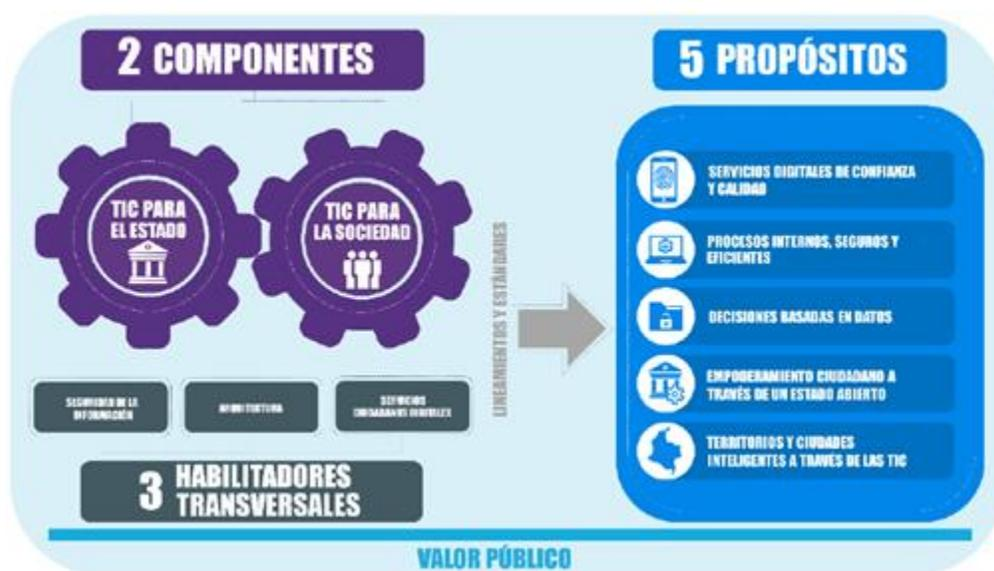 2 COMPONENTES
TIC PARA
EL ESTADO
TIC PARA
LA SOCIEDAD
SEGURIDAD DE LA
INFORMACIÓN
ARQUITECTURA
SERVICIOS
CIUDADANOS DIGITALES
3 HABILITADORES
TRANSVERSALES
LINEAMIENTOS Y ESTÁNDARES
5 PROPÓSITOS
SERVICIOS DIGITALES DE CONFIANZA
Y CALIDAD
PROCESOS INTERNOS, SEGUROS Y
EFICIENTES
DECISIONES BASADAS EN DATOS
EMPODERAMIENTO CIUDADANO A
TRAVÉS DE UN ESTADO ABIERTO
TERRITORIOS Y CIUDADES
INTELIGENTES A TRAVÉS DE LAS TIC
VALOR PÚBLICO